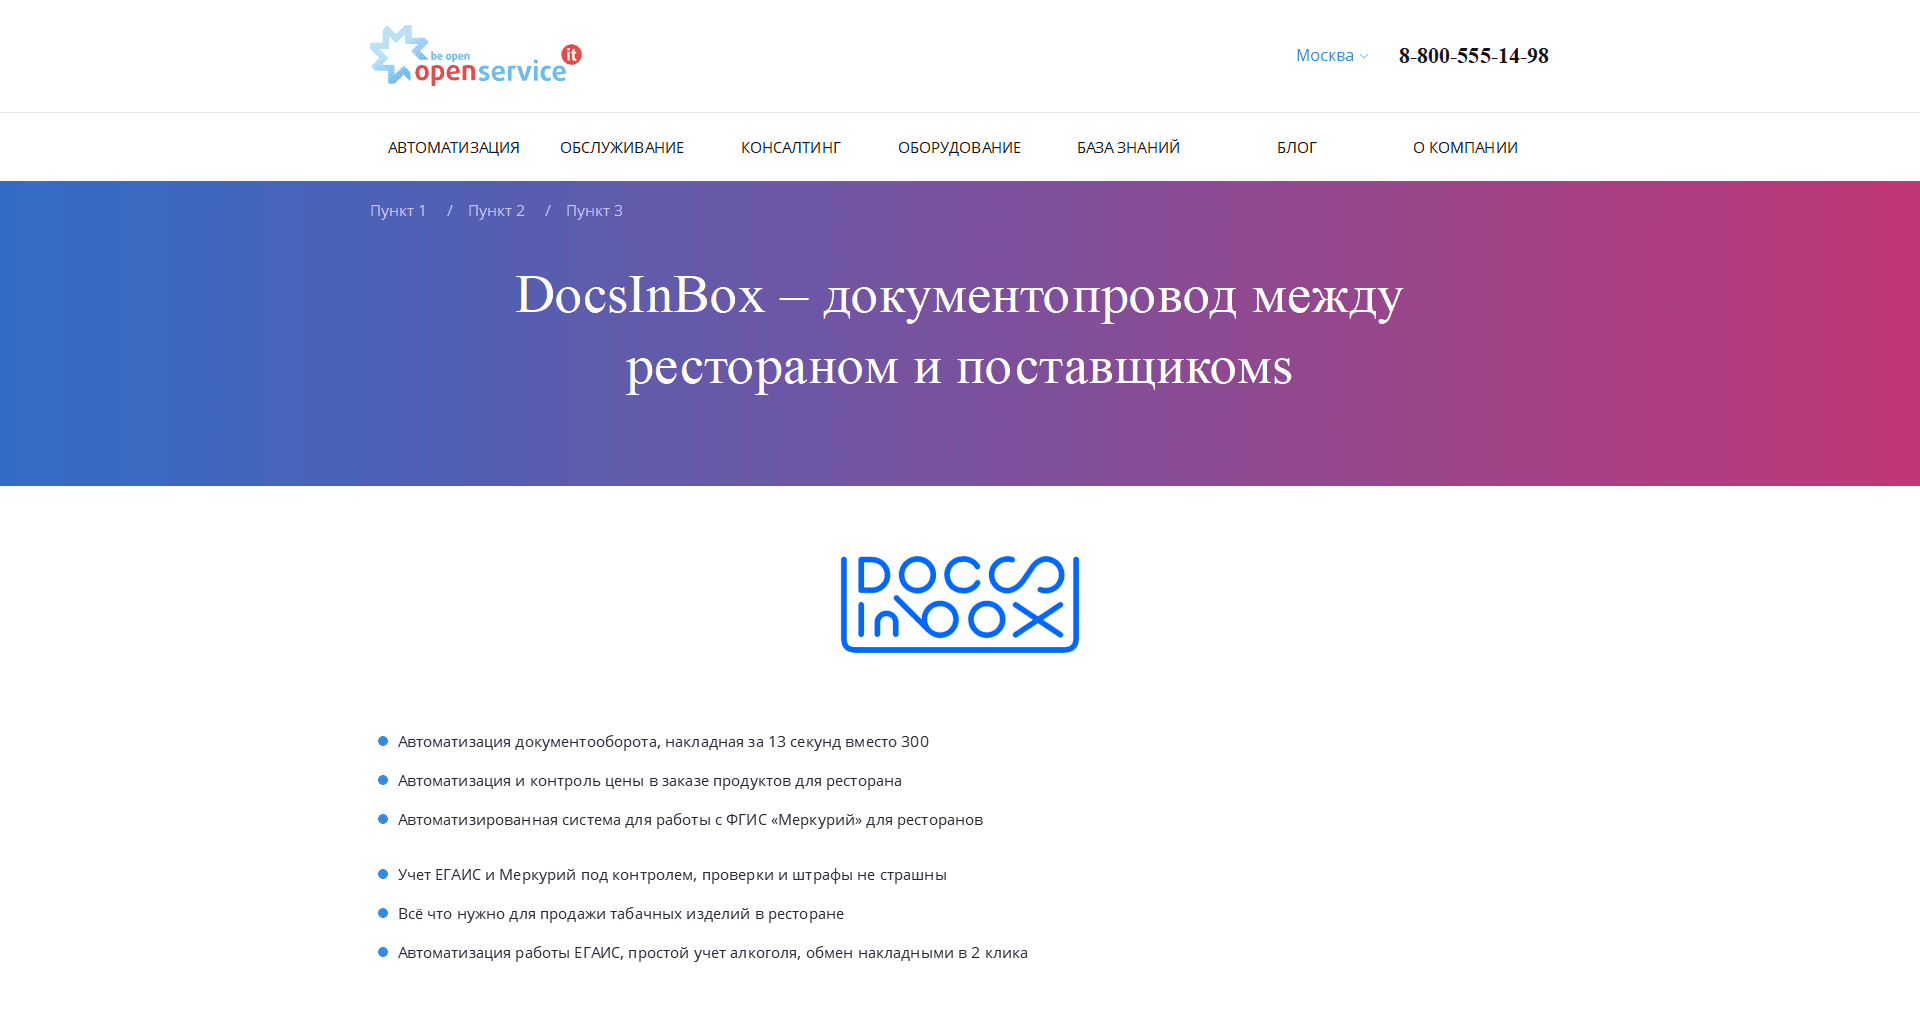 be open
openservice it
Москва
8-800-555-14-98
АВТОМАТИЗАЦИЯ ОБСЛУЖИВАНИЕ КОНСАЛТИНГ ОБОРУДОВАНИЕ БАЗА ЗНАНИЙ БЛОГ О КОМПАНИИ
Пункт 1 / Пункт 2 / Пункт 3
DocsInBox – документопровод между
рестораном и поставщикомs
DOCS
Inbox
Автоматизация документооборота, накладная за 13 секунд вместо 300
Автоматизация и контроль цены в заказе продуктов для ресторана
Автоматизированная система для работы с ФГИС «Меркурий» для ресторанов
Учет ЕГАИС и Меркурий под контролем, проверки и штрафы не страшны
Всё что нужно для продажи табачных изделий в ресторане
Автоматизация работы ЕГАИС, простой учет алкоголя, обмен накладными в 2 клика